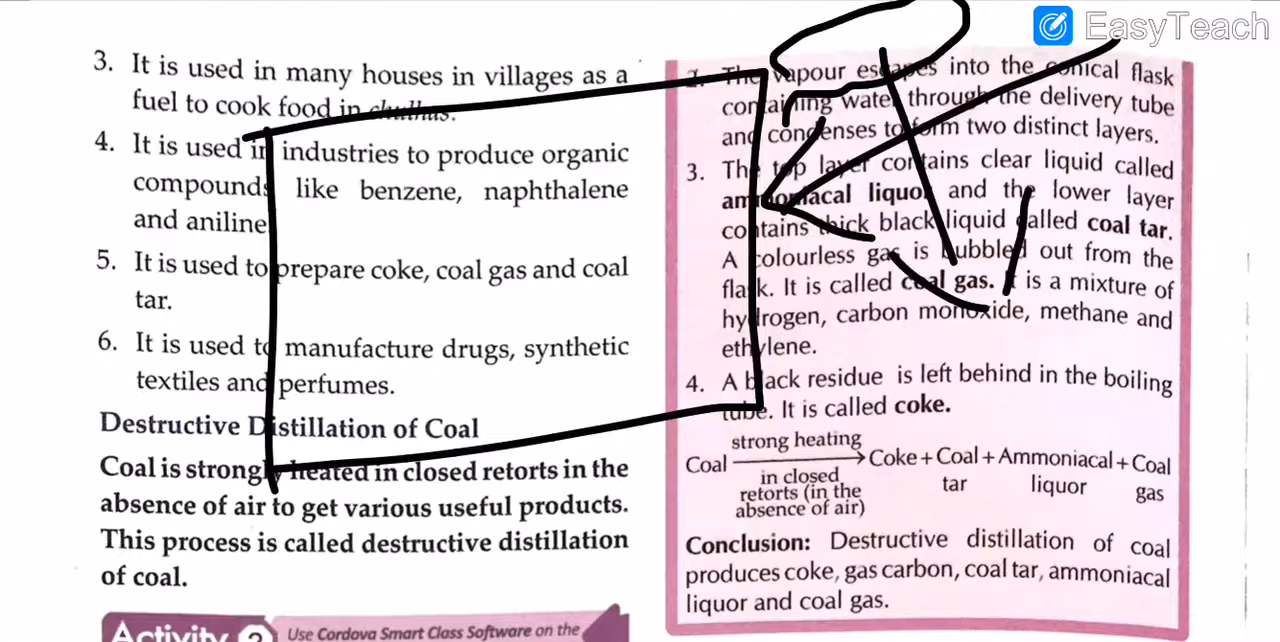 EasyTeach
3. It is used in many houses in villages as a
fuel to cook food in chulhas.
4. It is used in industries to produce organic
compounds like benzene, naphthalene
and aniline
5. It is used to prepare coke, coal gas and coal
tar.
6. It is used to manufacture drugs, synthetic
textiles and perfumes.
Destructive Distillation of Coal
Coal is strongly heated in closed retorts in the
absence of air to get various useful products.
This process is called destructive distillation
of coal.
Activity 2 Use Cordova Smart Class Software on the
The vapour escapes into the conical flask
containing water through the delivery tube
and condenses to form two distinct layers.
3. The top layer contains clear liquid called
ammoniacal liquor and the lower layer
contains thick black liquid called coal tar.
A colourless gas is bubbled out from the
flask. It is called coal gas. It is a mixture of
hydrogen, carbon monoxide, methane and
ethylene.
4. A black residue is left behind in the boiling
tube. It is called coke.
strong heating
Coal Coke + Coal + Ammoniacal + Coal
in closed tar liquor gas
retorts (in the
absence of air)
Conclusion: Destructive distillation of coal
produces coke, gas carbon, coal tar, ammoniacal
liquor and coal gas.